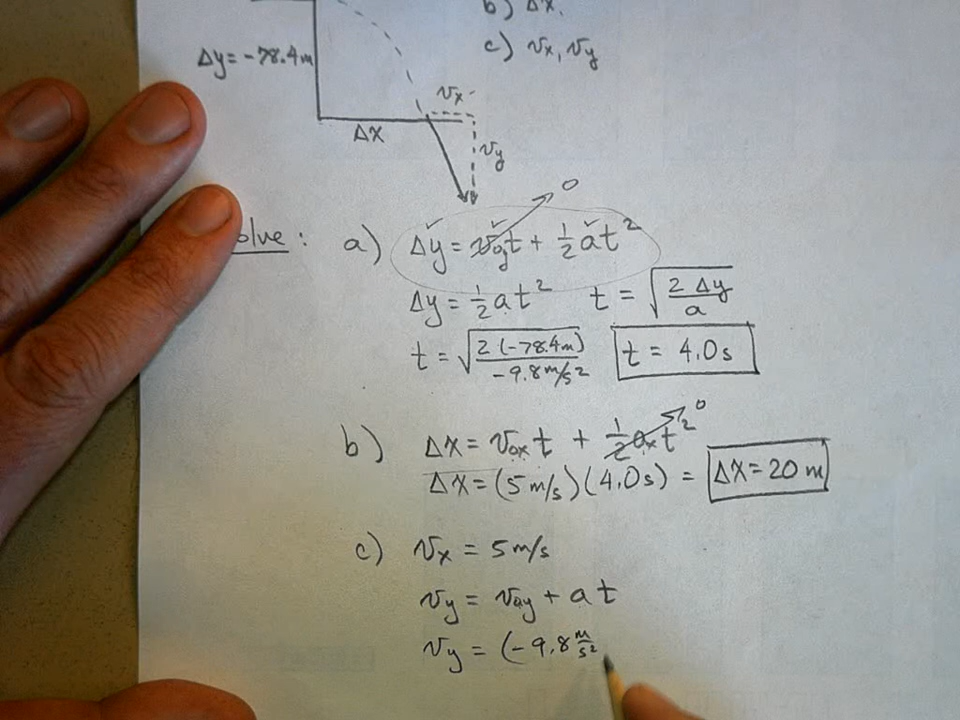 b) Δx.
Δy = -78.4m
c) vx, vy
vx
Δx
vy
olve : a) Δy = v0yt + ½at² 0
Δy = ½at² t = √(2Δy/a)
t = √(2(-78.4m)/-9.8m/s²) t = 4.0s
b) Δx = v0xt + ½axt² 0
Δx = (5m/s)(4.0s) = Δx = 20 m
c) vx = 5m/s
vy = v0y + at
vy = (-9.8 m/s²